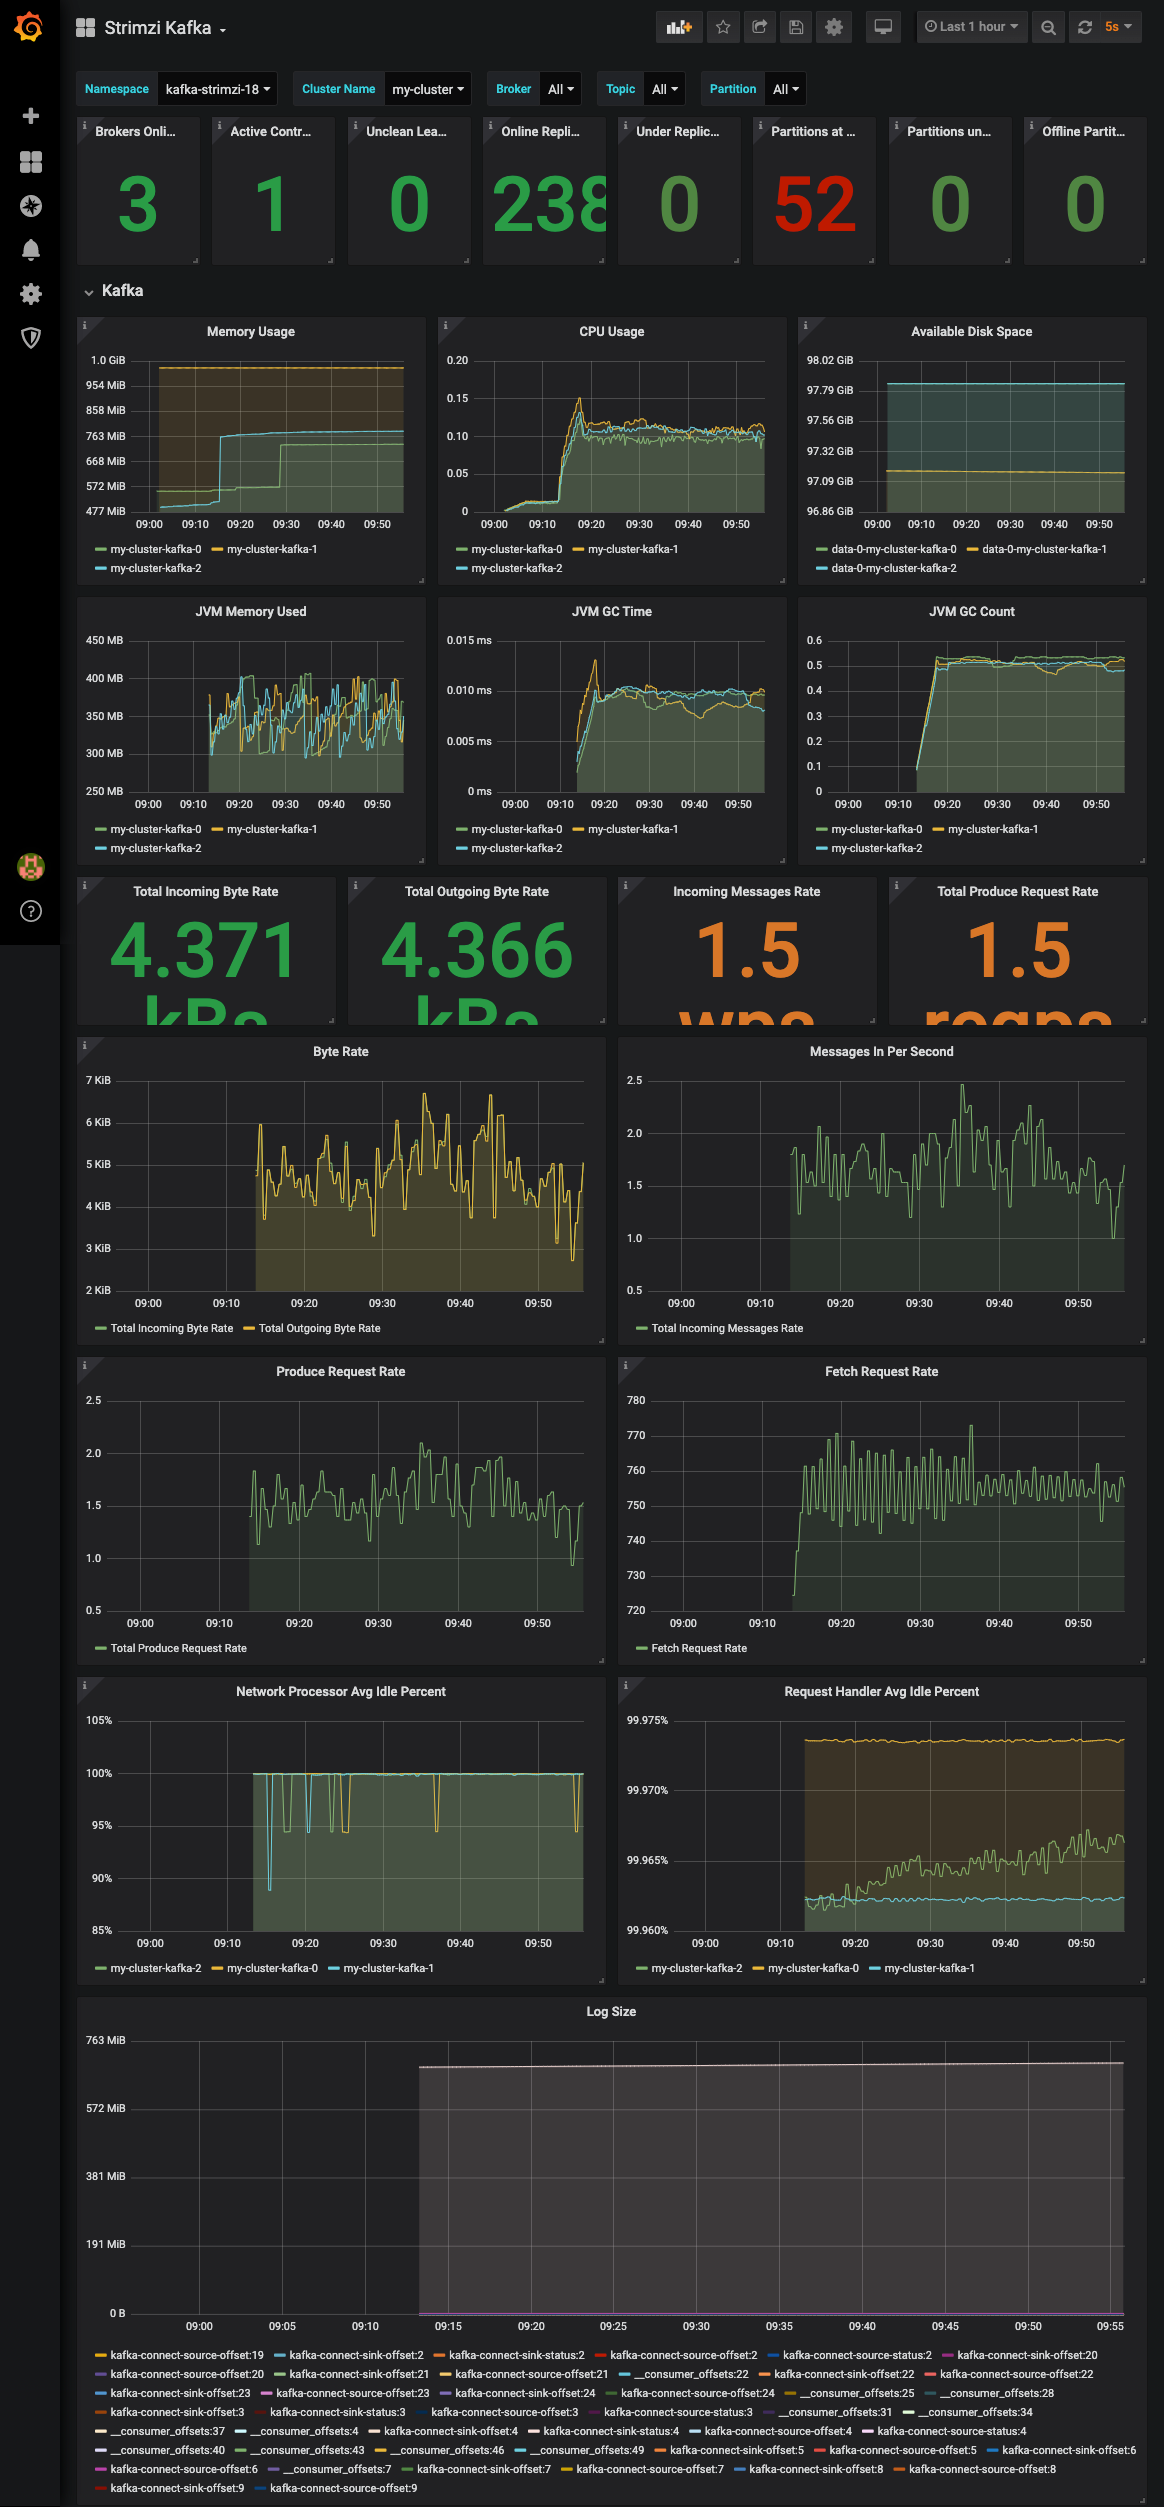 Strimzi Kafka
Last 1 hour
5s
Namespace kafka-strimzi-18 Cluster Name my-cluster Broker All Topic All Partition All
Brokers Onli... Active Contr... Unclean Lea... Online Repli... Under Replic... Partitions at ... Partitions un... Offline Partit...
3 1 0 238 0 52 0 0
Kafka
Memory Usage
1.0 GiB
954 MiB
858 MiB
763 MiB
668 MiB
572 MiB
477 MiB
09:00 09:10 09:20 09:30 09:40 09:50
my-cluster-kafka-0 my-cluster-kafka-1
my-cluster-kafka-2
CPU Usage
0.20
0.15
0.10
0.05
0
09:00 09:10 09:20 09:30 09:40 09:50
my-cluster-kafka-0 my-cluster-kafka-1
my-cluster-kafka-2
Available Disk Space
98.02 GiB
97.79 GiB
97.56 GiB
97.32 GiB
97.09 GiB
96.86 GiB
09:00 09:10 09:20 09:30 09:40 09:50
data-0-my-cluster-kafka-0 data-0-my-cluster-kafka-1
data-0-my-cluster-kafka-2
JVM Memory Used
450 MB
400 MB
350 MB
300 MB
250 MB
09:00 09:10 09:20 09:30 09:40 09:50
my-cluster-kafka-0 my-cluster-kafka-1
my-cluster-kafka-2
JVM GC Time
0.015 ms
0.010 ms
0.005 ms
0 ms
09:00 09:10 09:20 09:30 09:40 09:50
my-cluster-kafka-0 my-cluster-kafka-1
my-cluster-kafka-2
JVM GC Count
0.6
0.5
0.4
0.3
0.2
0.1
0
09:00 09:10 09:20 09:30 09:40 09:50
my-cluster-kafka-0 my-cluster-kafka-1
my-cluster-kafka-2
Total Incoming Byte Rate
4.371
kBs
Total Outgoing Byte Rate
4.366
kBs
Incoming Messages Rate
1.5
wps
Total Produce Request Rate
1.5
reqps
Byte Rate
7 KiB
6 KiB
5 KiB
4 KiB
3 KiB
2 KiB
09:00 09:10 09:20 09:30 09:40 09:50
Total Incoming Byte Rate Total Outgoing Byte Rate
Messages In Per Second
2.5
2.0
1.5
1.0
0.5
09:00 09:10 09:20 09:30 09:40 09:50
Total Incoming Messages Rate
Produce Request Rate
2.5
2.0
1.5
1.0
0.5
09:00 09:10 09:20 09:30 09:40 09:50
Total Produce Request Rate
Fetch Request Rate
780
770
760
750
740
730
720
09:00 09:10 09:20 09:30 09:40 09:50
Fetch Request Rate
Network Processor Avg Idle Percent
105%
100%
95%
90%
85%
09:00 09:10 09:20 09:30 09:40 09:50
my-cluster-kafka-2 my-cluster-kafka-0 my-cluster-kafka-1
Request Handler Avg Idle Percent
99.975%
99.970%
99.965%
99.960%
09:00 09:10 09:20 09:30 09:40 09:50
my-cluster-kafka-2 my-cluster-kafka-0 my-cluster-kafka-1
Log Size
763 MiB
572 MiB
381 MiB
191 MiB
0 B
09:00 09:05 09:10 09:15 09:20 09:25 09:30 09:35 09:40 09:45 09:50 09:55
kafka-connect-source-offset:19 kafka-connect-sink-offset:2 kafka-connect-sink-status:2 kafka-connect-source-offset:2 kafka-connect-source-status:2 kafka-connect-sink-offset:20
kafka-connect-source-offset:20 kafka-connect-sink-offset:21 kafka-connect-source-offset:21 __consumer_offsets:22 kafka-connect-sink-offset:22 kafka-connect-source-offset:22
kafka-connect-sink-offset:23 kafka-connect-source-offset:23 kafka-connect-sink-offset:24 kafka-connect-source-offset:24 __consumer_offsets:25 __consumer_offsets:28
kafka-connect-sink-offset:3 kafka-connect-sink-status:3 kafka-connect-source-offset:3 kafka-connect-source-status:3 __consumer_offsets:31 __consumer_offsets:34
__consumer_offsets:37 __consumer_offsets:4 kafka-connect-sink-offset:4 kafka-connect-sink-status:4 kafka-connect-source-offset:4 kafka-connect-source-status:4
__consumer_offsets:40 __consumer_offsets:43 __consumer_offsets:46 __consumer_offsets:49 kafka-connect-sink-offset:5 kafka-connect-source-offset:5 kafka-connect-sink-offset:6
kafka-connect-source-offset:6 __consumer_offsets:7 kafka-connect-sink-offset:7 kafka-connect-source-offset:7 kafka-connect-sink-offset:8 kafka-connect-source-offset:8
kafka-connect-sink-offset:9 kafka-connect-source-offset:9